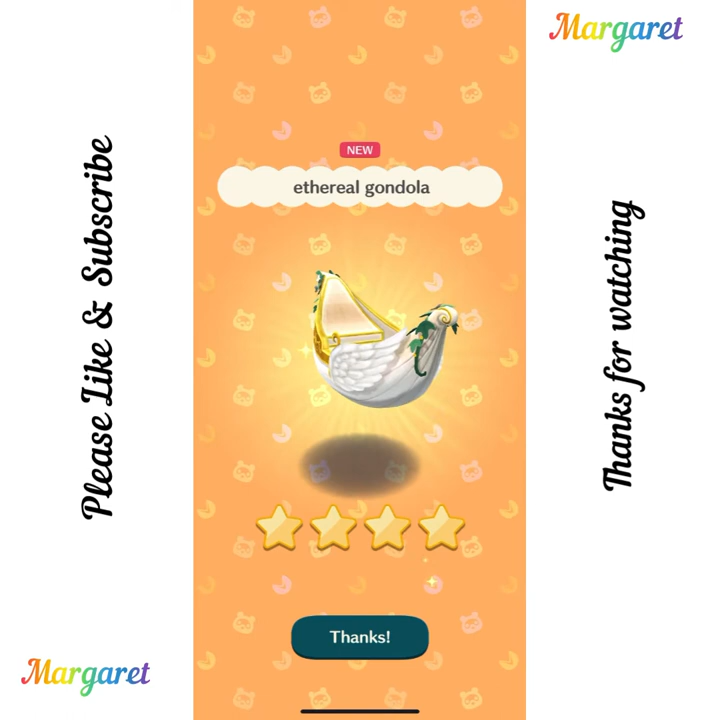 Margaret
NEW
ethereal gondola
Please Like & Subscribe
Thanks for watching
Thanks!
Margaret